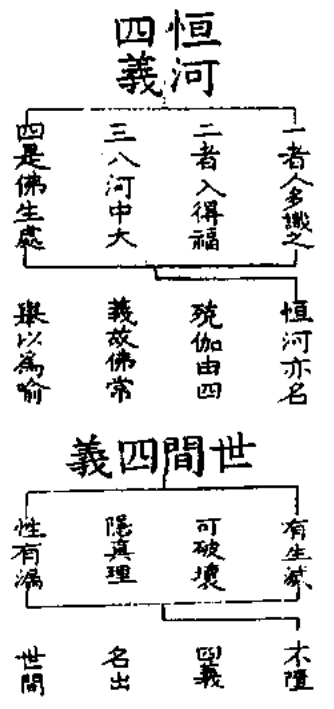 恒河
四義
一者人多識之
二者入得福
三八河中大
四是佛生處
恒河亦名
殑伽由四
義故佛常
舉以為喻
世間四義
有生滅
可破壞
隱真理
性有漏
不墮
四義
名出
世間